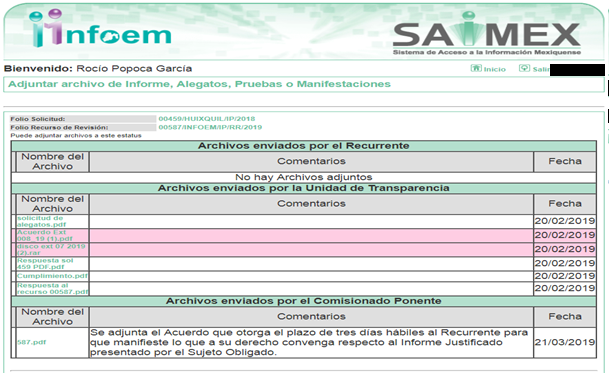 infoem
SAIMEX
Sistema de Acceso a la Información Mexiquense
Bienvenido: Rocío Popoca García
Inicio
Adjuntar archivo de Informe, Alegatos, Pruebas o Manifestaciones
Folio Solicitud: 00459/HUIXQUIL/IP/2018
Folio Recurso de Revisión: 00587/INFOEM/IP/RR/2019
Puede adjuntar archivos a este estatus
Archivos enviados por el Recurrente
Nombre del Archivo Comentarios Fecha
No hay Archivos adjuntos
Archivos enviados por la Unidad de Transparencia
Nombre del Archivo Comentarios Fecha
solicitud de
alegatos.pdf 20/02/2019
Acuerdo Ext
008_19 (1).pdf 20/02/2019
disco ext 07 2019
(2).rar 20/02/2019
Respuesta sol
459 PDF.pdf 20/02/2019
Cumplimiento.pdf 20/02/2019
Respuesta al
recurso 00587.pdf 20/02/2019
Archivos enviados por el Comisionado Ponente
Nombre del Archivo Comentarios Fecha
587.pdf Se adjunta el Acuerdo que otorga el plazo de tres días hábiles al Recurrente para
que manifieste lo que a su derecho convenga respecto al Informe Justificado
presentado por el Sujeto Obligado. 21/03/2019